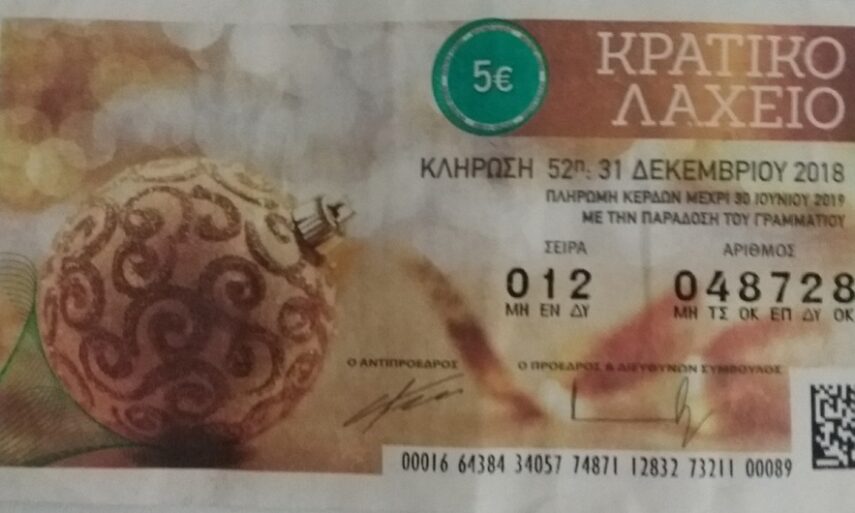 5€
ΚΡΑΤΙΚΟ
ΛΑΧΕΙΟ
ΚΛΗΡΩΣΗ 52η: 31 ΔΕΚΕΜΒΡΙΟΥ 2018
ΠΛΗΡΩΜΗ ΚΕΡΔΩΝ ΜΕΧΡΙ 30 ΙΟΥΝΙΟΥ 2019
ΜΕ ΤΗΝ ΠΑΡΑΔΟΣΗ ΤΟΥ ΓΡΑΜΜΑΤΙΟΥ
ΣΕΙΡΑ ΑΡΙΘΜΟΣ
012 048728
ΜΗ ΕΝ ΔΥ ΜΗ ΤΣ ΟΚ ΕΠ ΔΥ ΟΚ
Ο ΑΝΤΙΠΡΟΕΔΡΟΣ Ο ΠΡΟΕΔΡΟΣ & ΔΙΕΥΘΥΝΩΝ ΣΥΜΒΟΥΛΟΣ
00016 64384 34057 74871 12832 73211 00089